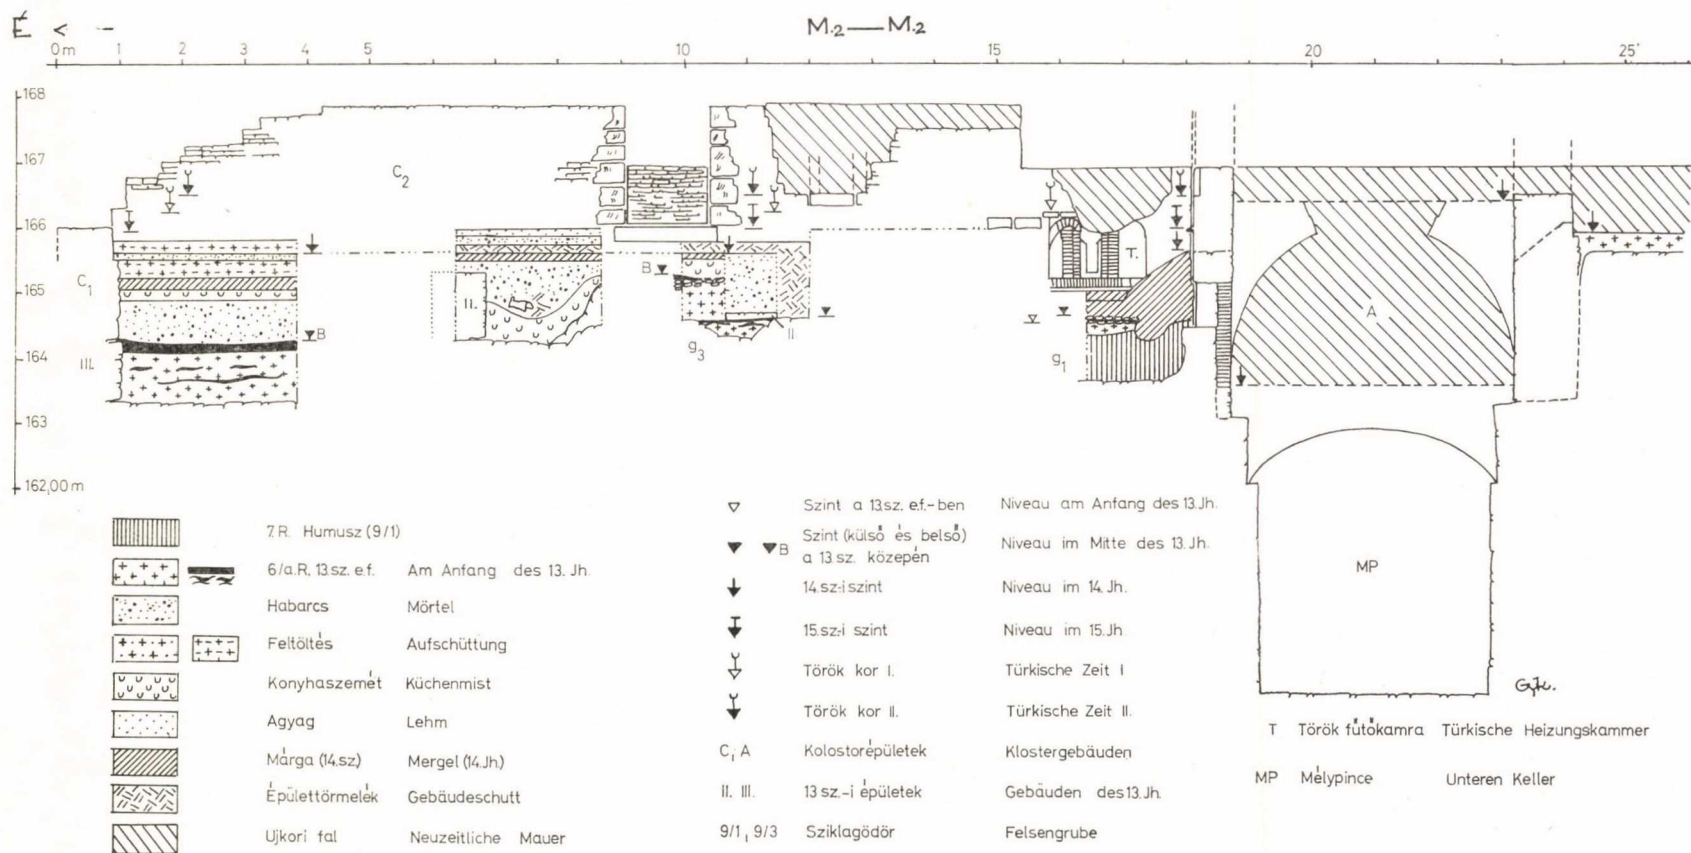 É <
M.2—M.2
0m 1 2 3 4 5 10 15 20 25'
168
167
166
165
164
163
162,00m
C₂
C₁
III.
B
II.
B
g₃
II
T.
g₁
A
MP
7.R. Humusz (9/1)
6/a.R. 13.sz. e.f. Am Anfang des 13. Jh.
Habarcs Mörtel
Feltöltés Aufschüttung
Konyhaszemét Küchenmist
Agyag Lehm
Márga (14.sz.) Mergel (14.Jh.)
Épülettörmelék Gebäudeschutt
Ujkori fal Neuzeitliche Mauer
Szint a 13.sz. e.f.-ben Niveau am Anfang des 13.Jh.
B Szint (külső és belső) a 13.sz. közepén Niveau im Mitte des 13.Jh.
14.sz-i szint Niveau im 14.Jh.
15.sz-i szint Niveau im 15.Jh
Török kor I. Türkische Zeit I
Török kor II. Türkische Zeit II.
C, A Kolostorépületek Klostergebäuden
II. III. 13 sz.-i épületek Gebäuden des 13.Jh.
9/1, 9/3 Sziklagödör Felsengrube
T Török fűtőkamra Türkische Heizungskammer
MP Mélypince Unteren Keller